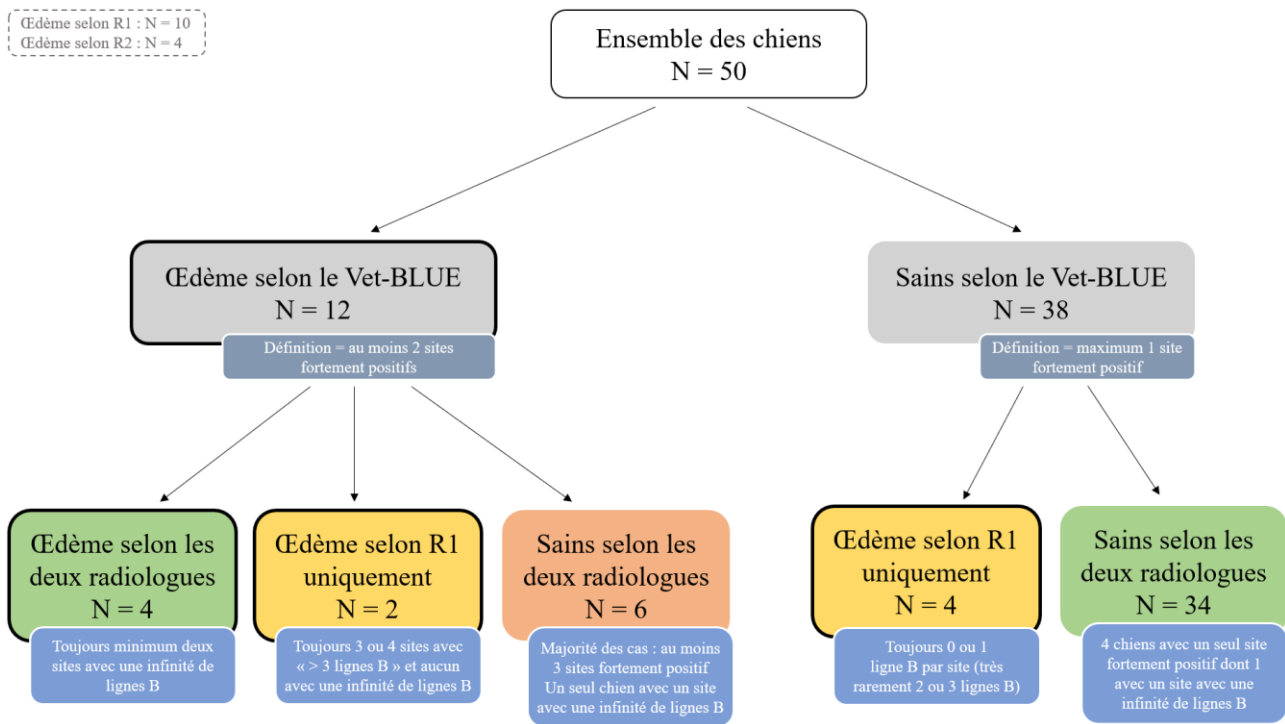 Œdème selon R1 : N = 10
Œdème selon R2 : N = 4
Ensemble des chiens
N = 50
Œdème selon le Vet-BLUE
N = 12
Définition = au moins 2 sites
fortement positifs
Sains selon le Vet-BLUE
N = 38
Définition = maximum 1 site
fortement positif
Œdème selon les
deux radiologues
N = 4
Toujours minimum deux
sites avec une infinité de
lignes B
Œdème selon R1
uniquement
N = 2
Toujours 3 ou 4 sites avec
« > 3 lignes B » et aucun
avec une infinité de lignes B
Sains selon les
deux radiologues
N = 6
Majorité des cas : au moins
3 sites fortement positif
Un seul chien avec un site
avec une infinité de lignes B
Œdème selon R1
uniquement
N = 4
Toujours 0 ou 1
ligne B par site (très
rarement 2 ou 3 lignes B)
Sains selon les
deux radiologues
N = 34
4 chiens avec un seul site
fortement positif dont 1
avec un site avec une
infinité de lignes B